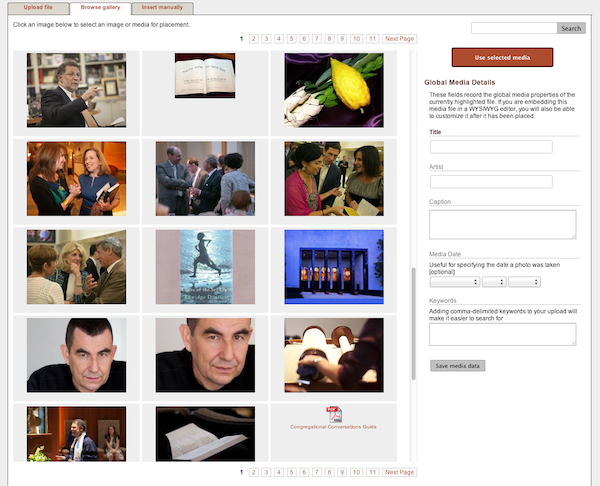 Upload file
Browse gallery
Insert manually
Click an image below to select an image or media for placement.
Search
1 2 3 4 5 6 7 8 9 10 11 Next Page
Use selected media
Global Media Details
These fields record the global media properties of the
currently highlighted file. If you are embedding this
media file in a WYSIWYG editor, you will also be able
to customize it after it has been placed.
Title
Artist
Caption
Media Date
Useful for specifying the date a photo was taken
[optional]
Keywords
Adding comma-delimited keywords to your upload will
make it easier to search for
Save media data
PDF
Congregational Conversations Guide
1 2 3 4 5 6 7 8 9 10 11 Next Page